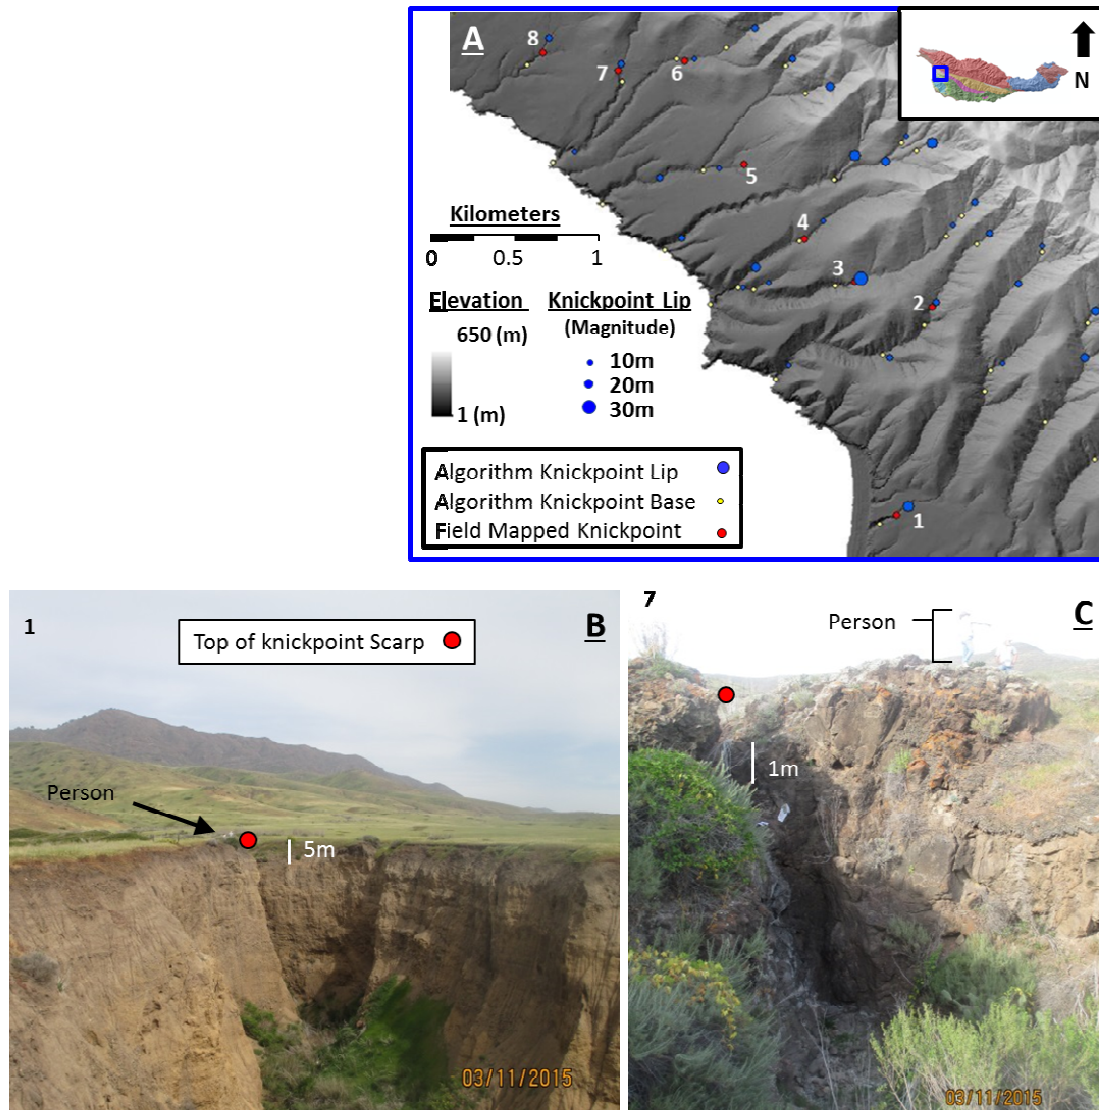 A
8
7
6
5
4
3
2
1
N
Kilometers
0 0.5 1
Elevation
650 (m)
1 (m)
Knickpoint Lip
(Magnitude)
10m
20m
30m
Algorithm Knickpoint Lip
Algorithm Knickpoint Base
Field Mapped Knickpoint
1
Top of knickpoint Scarp
B
Person
5m
03/11/2015
7
Person
C
1m
03/11/2015